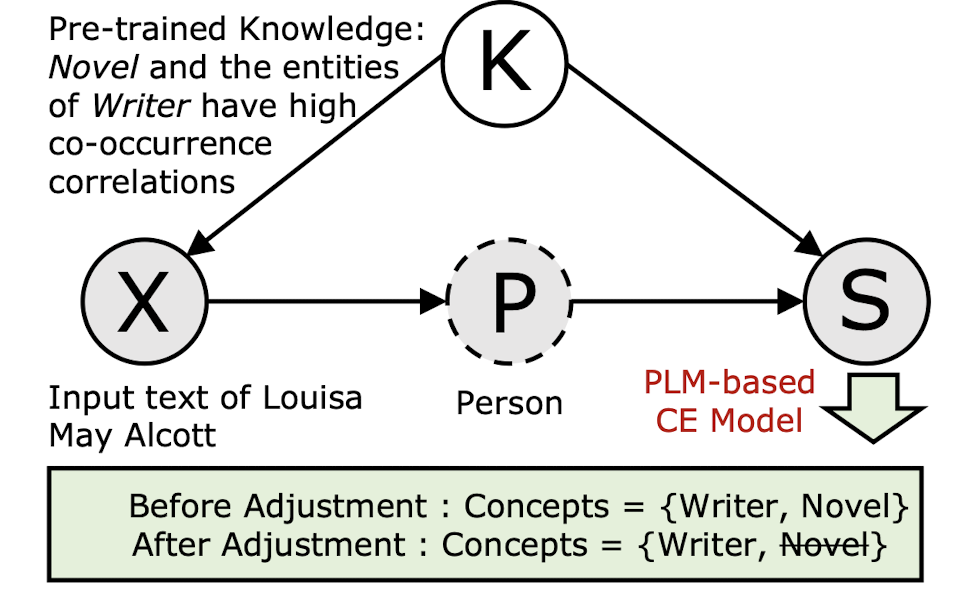 Pre-trained Knowledge:
Novel and the entities
of Writer have high
co-occurrence
correlations
K
X
P
S
Input text of Louisa
May Alcott
Person
PLM-based
CE Model
Before Adjustment : Concepts = {Writer, Novel}
After Adjustment : Concepts = {Writer, Novel}